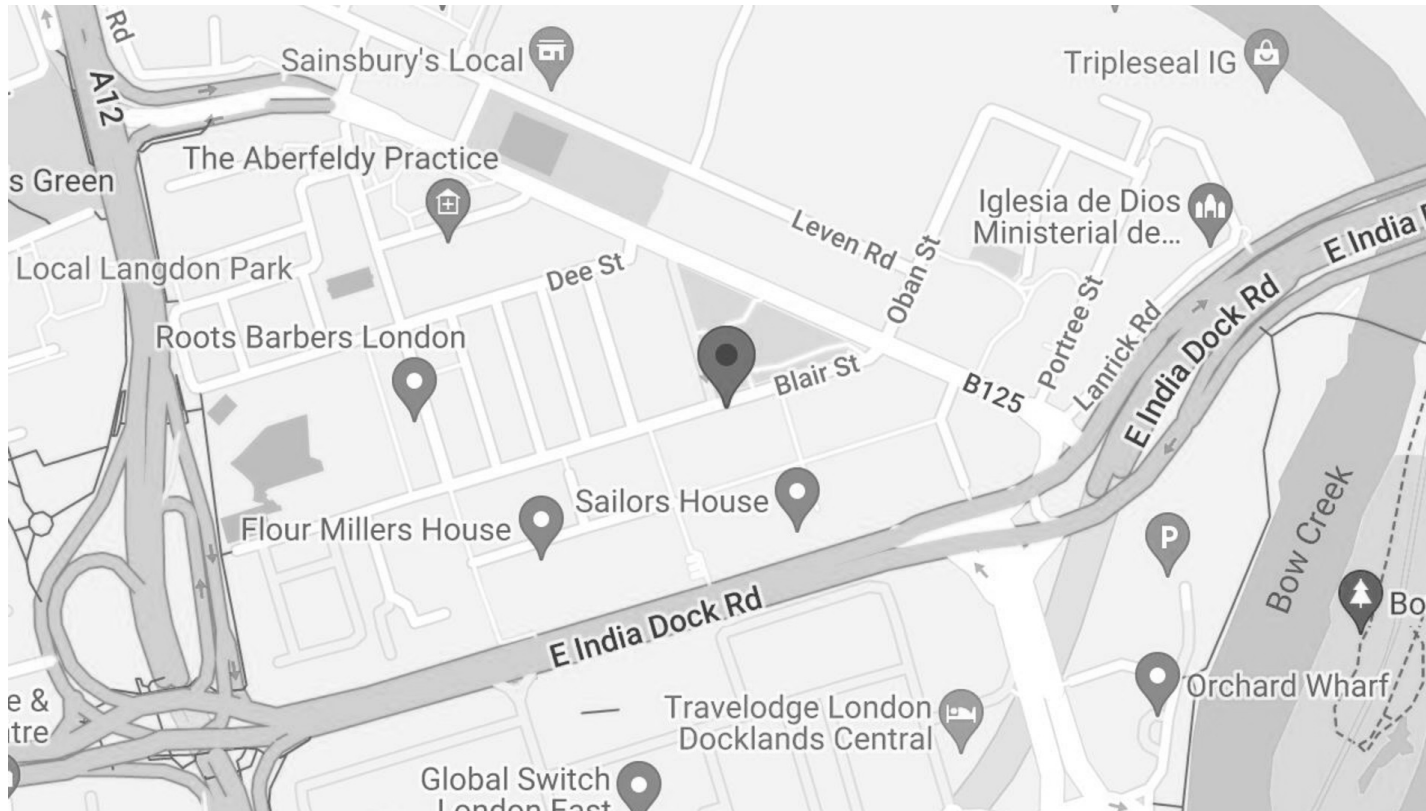 Rd
Sainsbury's Local
Tripleseal IG
A12
The Aberfeldy Practice
s Green
Iglesia de Dios
Ministerial de...
Leven Rd
Oban St
E India
Local Langdon Park
Dee St
Portree St
Lanrick Rd
E India Dock Rd
Roots Barbers London
Blair St
B125
Sailors House
Flour Millers House
P
Bow Creek
Bo
E India Dock Rd
Orchard Wharf
e &
tre
Travelodge London
Docklands Central
Global Switch
London East